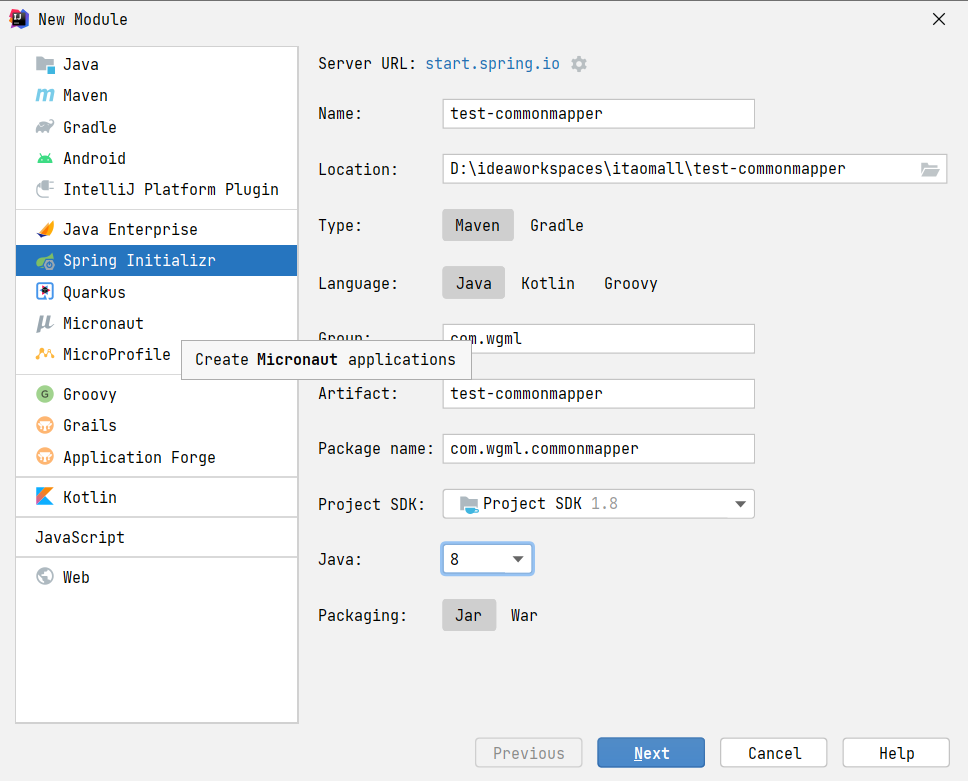 New Module
Java
Maven
Gradle
Android
IntelliJ Platform Plugin
Java Enterprise
Spring Initializr
Quarkus
Micronaut
MicroProfile
Groovy
Grails
Application Forge
Kotlin
JavaScript
Web
Server URL: start.spring.io
Name: test-commonmapper
Location: D:\ideaworkspaces\itaomall\test-commonmapper
Type: Maven Gradle
Language: Java Kotlin Groovy
Group: com.wgml
Create Micronaut applications
Artifact: test-commonmapper
Package name: com.wgml.commonmapper
Project SDK: Project SDK 1.8
Java: 8
Packaging: Jar War
Previous Next Cancel Help